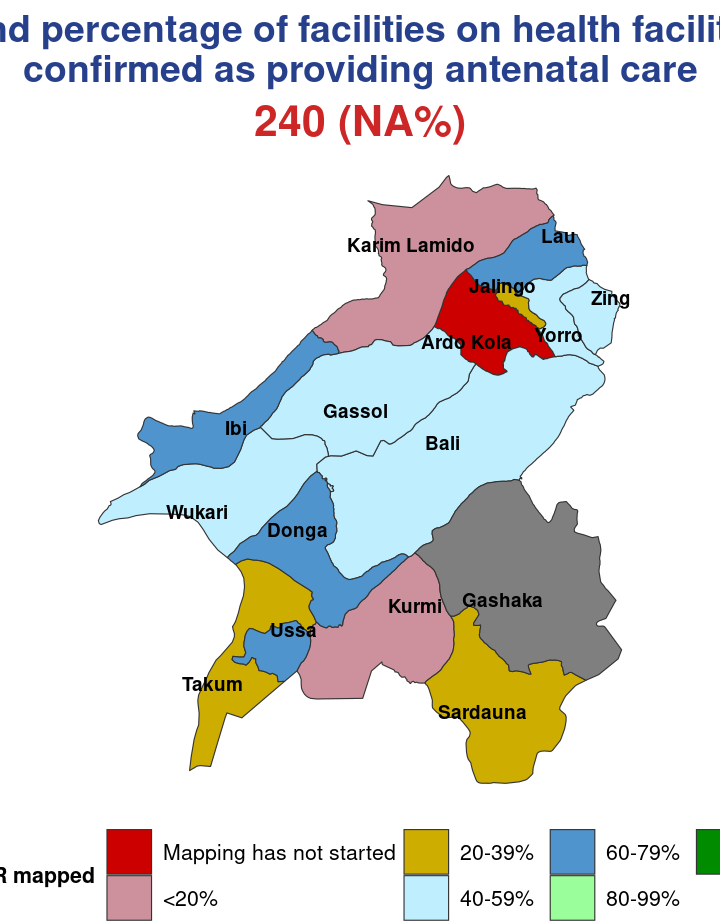 percentage of facilities on health
confirmed as providing antenatal care
240 (NA%)
Karim Lamido
Lau
Jalingo
Zing
Yorro
Ardo Kola
Gassol
Ibi
Bali
Wukari
Donga
Gashaka
Kurmi
Ussa
Takum
Sardauna
Mapping has not started
20-39%
60-79%
R mapped
<20%
40-59%
80-99%